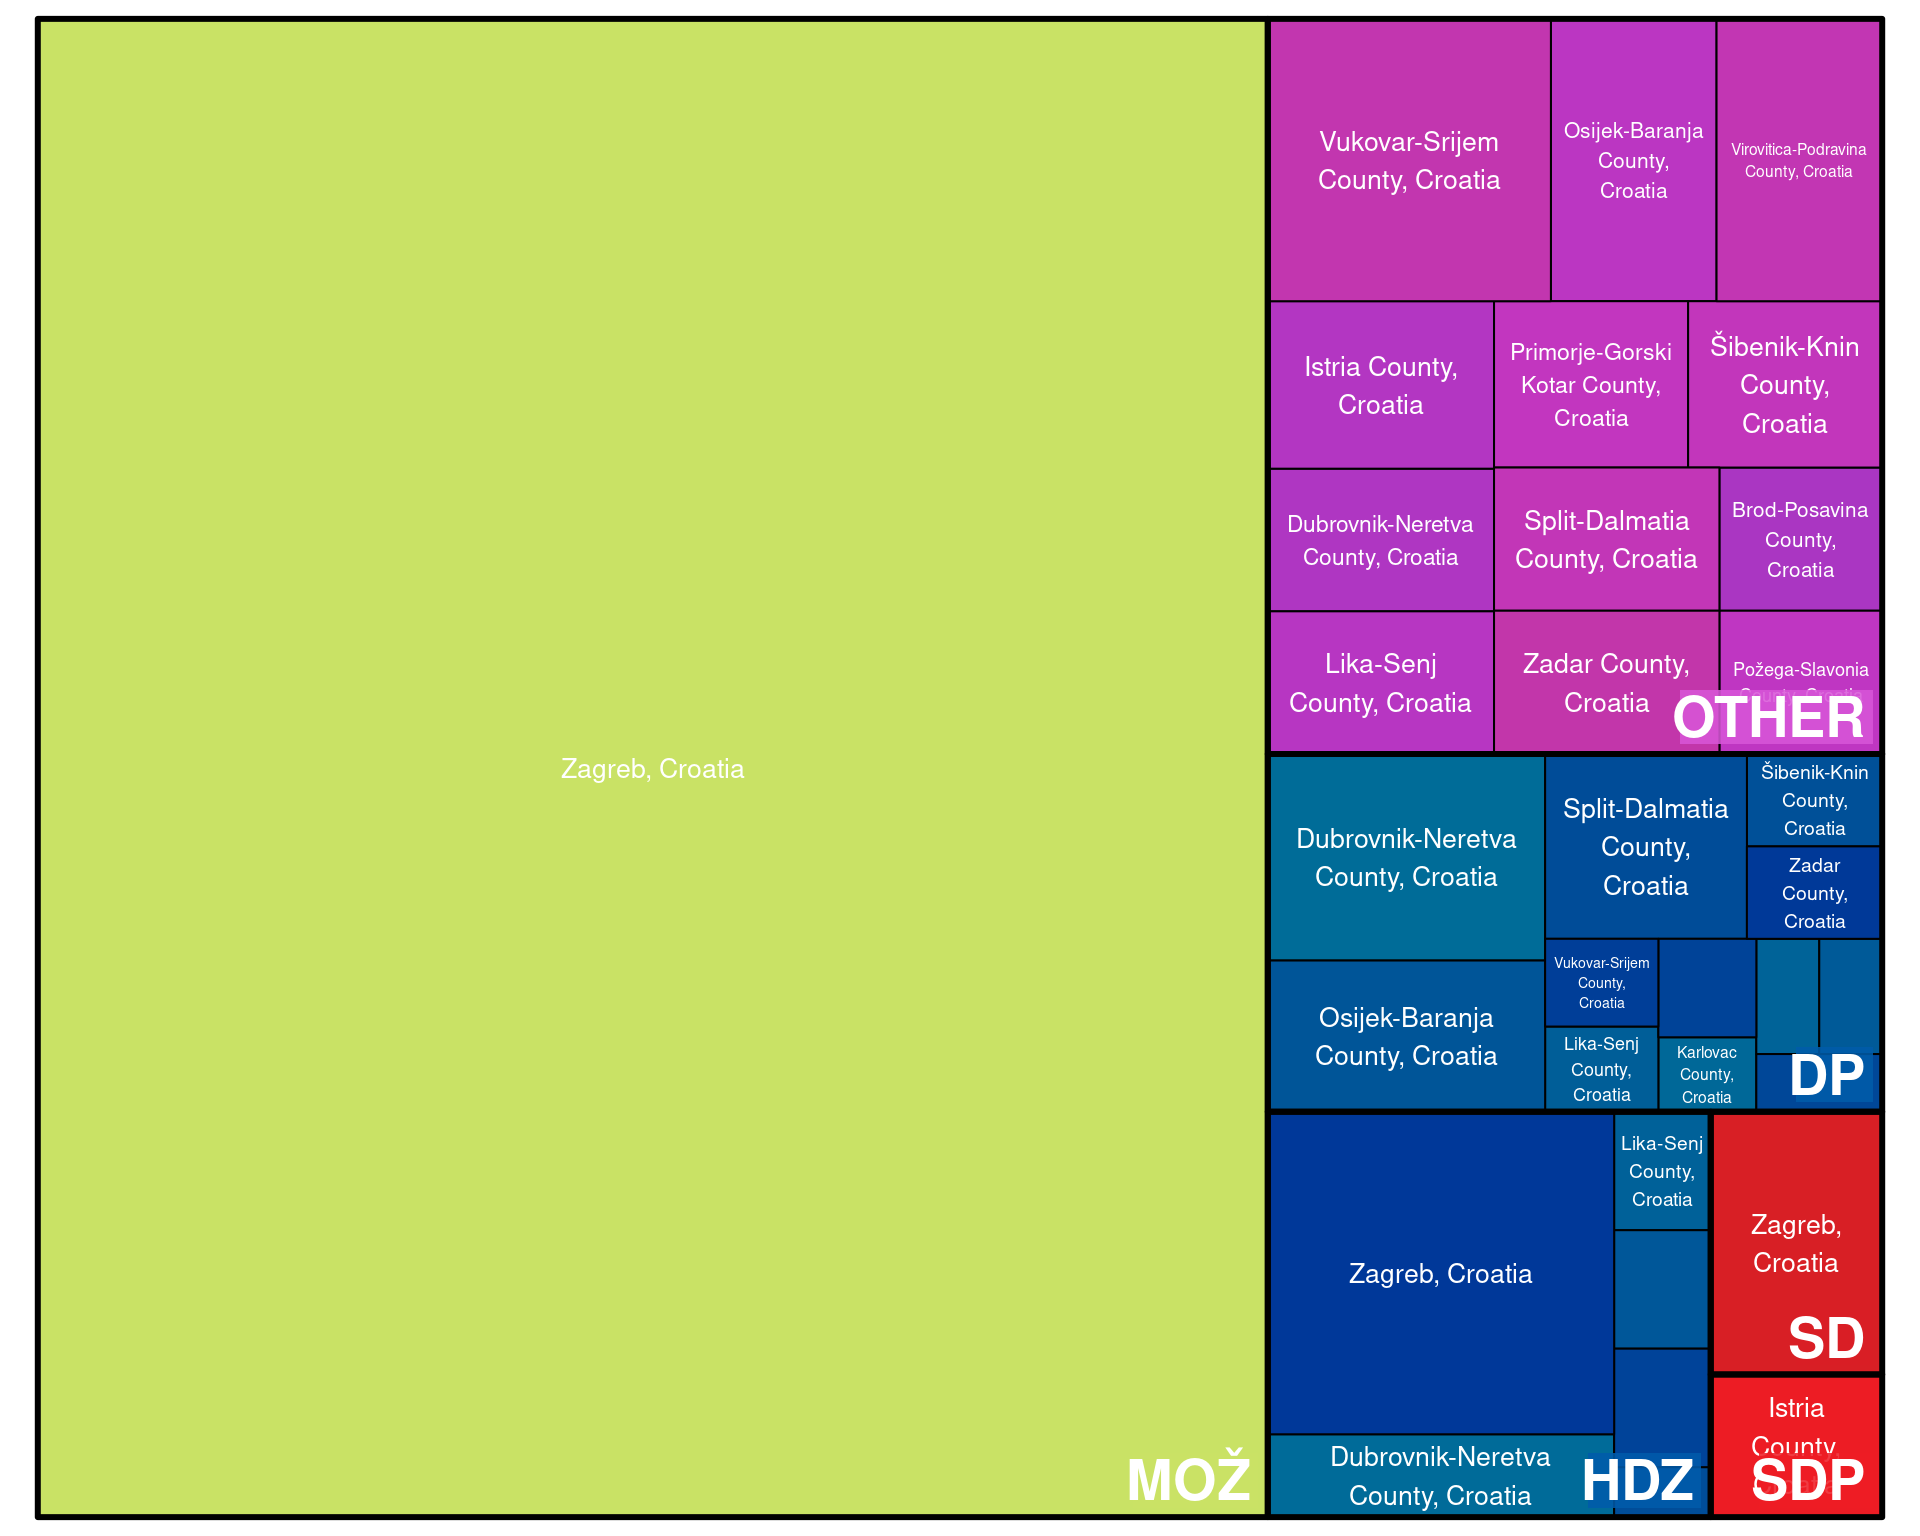 Zagreb, Croatia
MOŽ
Vukovar-Srijem
County, Croatia
Osijek-Baranja
County,
Croatia
Virovitica-Podravina
County, Croatia
Istria County,
Croatia
Primorje-Gorski
Kotar County,
Croatia
Šibenik-Knin
County,
Croatia
Dubrovnik-Neretva
County, Croatia
Split-Dalmatia
County, Croatia
Brod-Posavina
County,
Croatia
Lika-Senj
County, Croatia
Zadar County,
Croatia
Požega-Slavonia
County, Croatia
OTHER
Dubrovnik-Neretva
County, Croatia
Split-Dalmatia
County,
Croatia
Šibenik-Knin
County,
Croatia
Zadar
County,
Croatia
Osijek-Baranja
County, Croatia
Vukovar-Srijem
County,
Croatia
Lika-Senj
County,
Croatia
Karlovac
County,
Croatia
DP
Zagreb, Croatia
Lika-Senj
County,
Croatia
Dubrovnik-Neretva
County, Croatia
HDZ
Zagreb,
Croatia
SD
Istria
County,
SDP